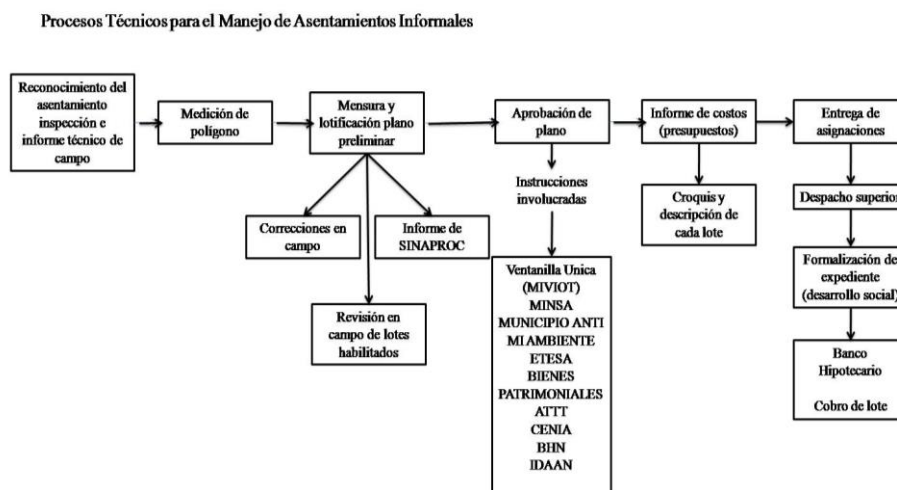 Procesos Técnicos para el Manejo de Asentamientos Informales
Reconocimiento del
asentamiento
inspección e
informe técnico de
campo
Medición de
polígono
Mensura y
lotificación plano
preliminar
Aprobación de
plano
Informe de costos
(presupuestos)
Entrega de
asignaciones
Correcciones en
campo
Informe de
SINAPROC
Revisión en
campo de lotes
habilitados
Instrucciones
involucradas
Ventanilla Unica
(MIVIOT)
MINSA
MUNICIPIO ANTI
MI AMBIENTE
ETESA
BIENES
PATRIMONIALES
ATTT
CENIA
BHN
IDAAN
Croquis y
descripción de
cada lote
Despacho superior
Formalización de
expediente
(desarrollo social)
Banco
Hipotecario
Cobro de lote